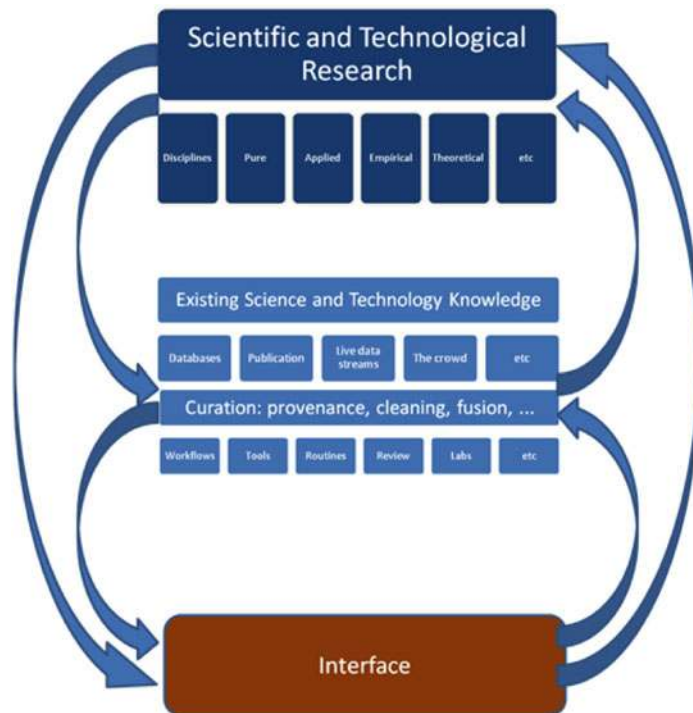 Scientific and Technological
Research
Disciplines
Pure
Applied
Empirical
Theoretical
etc
Existing Science and Technology Knowledge
Databases
Publication
Live data
streams
The crowd
etc
Curation: provenance, cleaning, fusion, ...
Workflows
Tools
Routines
Review
Labs
etc
Interface